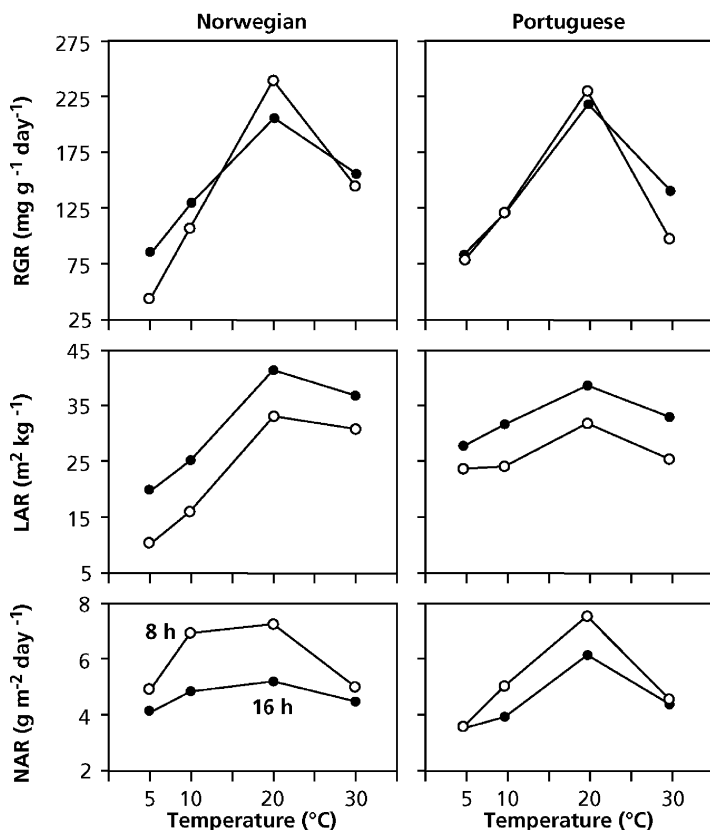 Norwegian Portuguese
RGR (mg g⁻¹ day⁻¹)
275
225
175
125
75
25
LAR (m² kg⁻¹)
45
35
25
15
5
NAR (g m⁻² day⁻¹)
8
6
4
2
8 h
16 h
5 10 20 30 5 10 20 30
Temperature (°C) Temperature (°C)